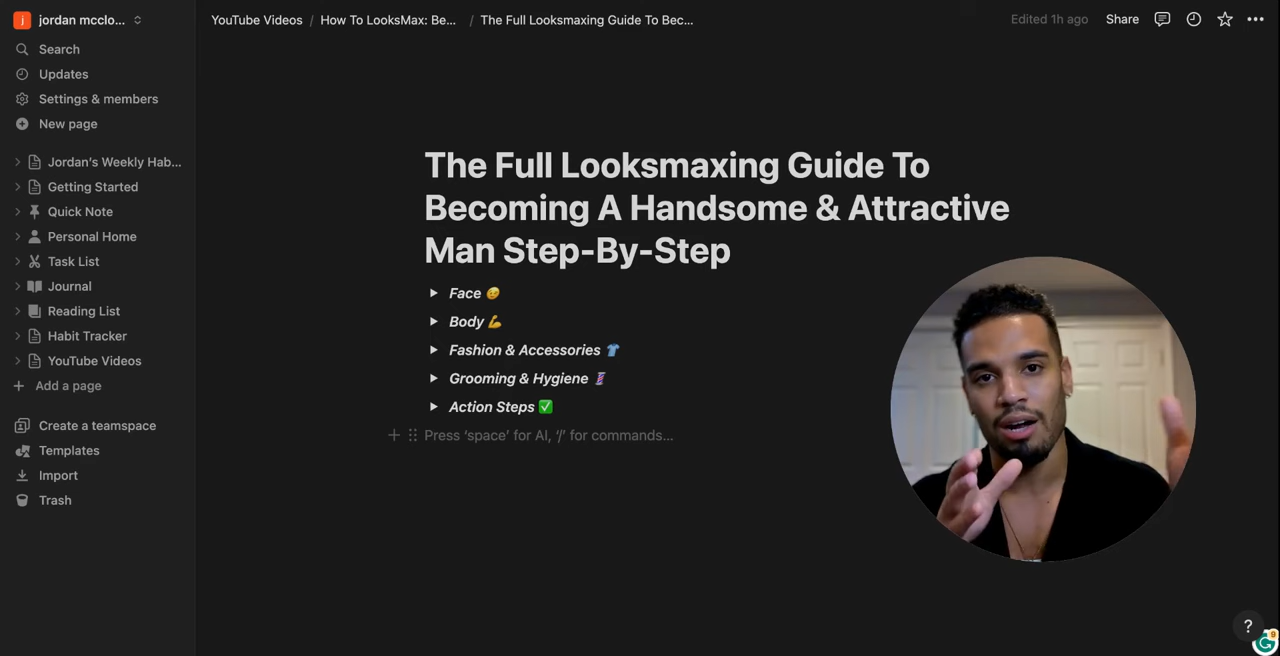 j jordan mcclo...
YouTube Videos / How To LooksMax: Be... / The Full Looksmaxing Guide To Bec...
Edited 1h ago Share
Search
Updates
Settings & members
New page
Jordan's Weekly Hab...
Getting Started
Quick Note
Personal Home
Task List
Journal
Reading List
Habit Tracker
YouTube Videos
Add a page
Create a teamspace
Templates
Import
Trash
The Full Looksmaxing Guide To
Becoming A Handsome & Attractive
Man Step-By-Step
Face 🤕
Body 💪
Fashion & Accessories 👕
Grooming & Hygiene 💈
Action Steps ✅
Press ‘space’ for AI, ‘/’ for commands...
?
9